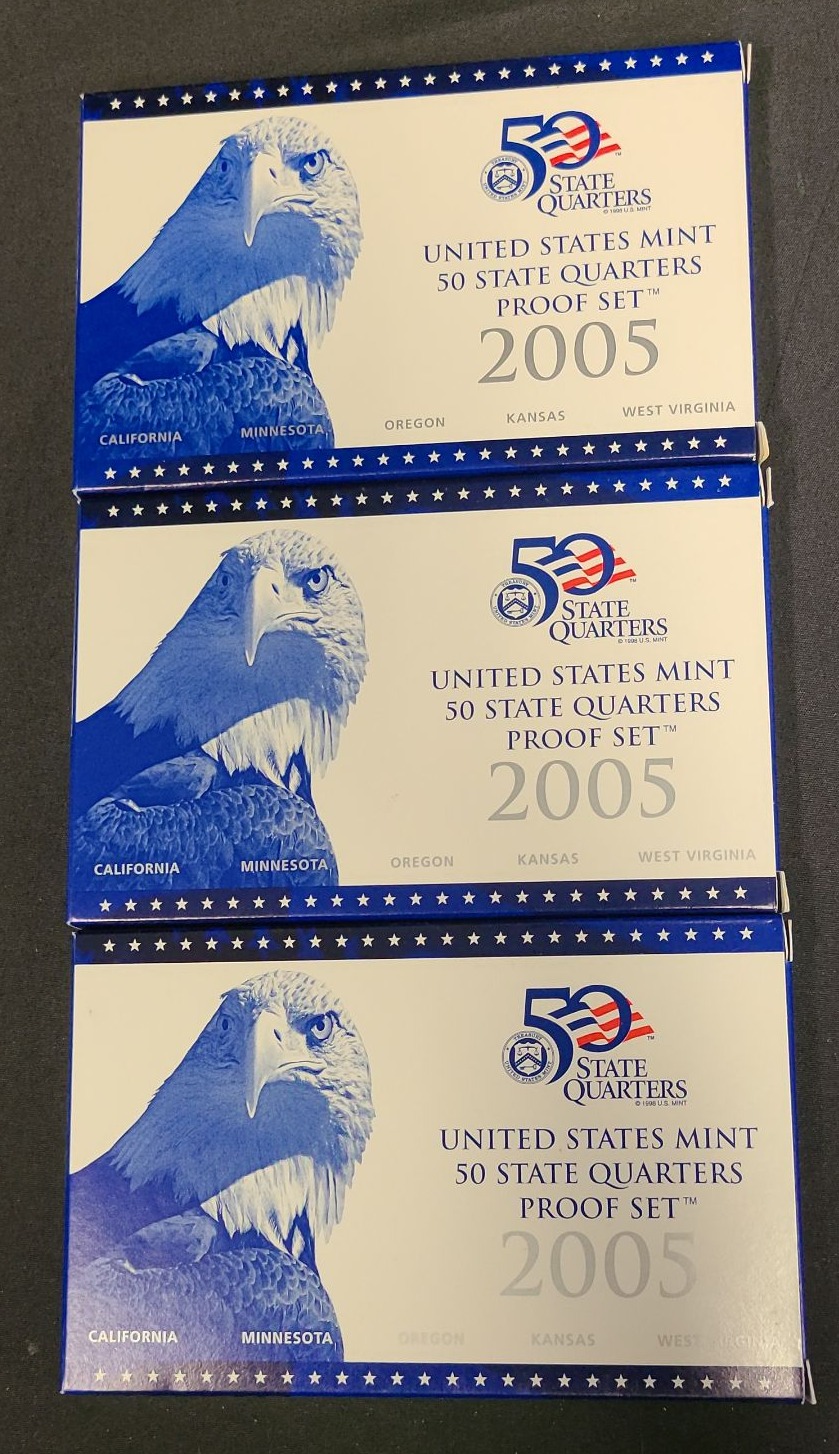 50
STATE
QUARTERS
© 1998 U.S. MINT
UNITED STATES MINT
50 STATE QUARTERS
PROOF SET™
2005
CALIFORNIA MINNESOTA OREGON KANSAS WEST VIRGINIA
50
STATE
QUARTERS
© 1998 U.S. MINT
UNITED STATES MINT
50 STATE QUARTERS
PROOF SET™
2005
CALIFORNIA MINNESOTA OREGON KANSAS WEST VIRGINIA
50
STATE
QUARTERS
© 1998 U.S. MINT
UNITED STATES MINT
50 STATE QUARTERS
PROOF SET™
2005
CALIFORNIA MINNESOTA OREGON KANSAS WEST VIRGINIA